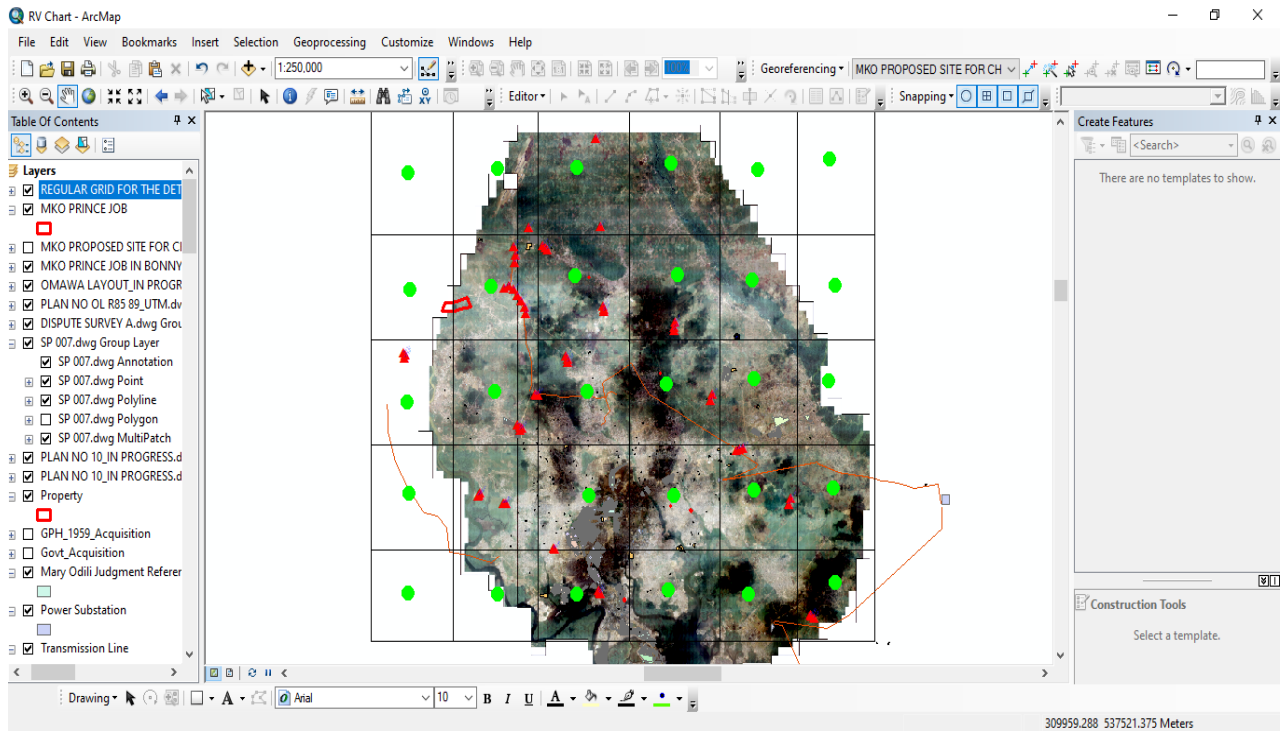 RV Chart - ArcMap
File Edit View Bookmarks Insert Selection Geoprocessing Customize Windows Help
1:250,000
Georeferencing
MKO PROPOSED SITE FOR CH
Editor
Snapping
Table Of Contents
Layers
REGULAR GRID FOR THE DET
MKO PRINCE JOB
MKO PROPOSED SITE FOR CI
MKO PRINCE JOB IN BONNY
OMAWA LAYOUT_IN PROGR
PLAN NO OL R85 89_UTM.dv
DISPUTE SURVEY A.dwg Grou
SP 007.dwg Group Layer
SP 007.dwg Annotation
SP 007.dwg Point
SP 007.dwg Polyline
SP 007.dwg Polygon
SP 007.dwg MultiPatch
PLAN NO 10_IN PROGRESS.d
PLAN NO 10_IN PROGRESS.d
Property
GPH_1959_Acquisition
Govt_Acquisition
Mary Odili Judgment Referer
Power Substation
Transmission Line
Create Features
<Search>
There are no templates to show.
Construction Tools
Select a template.
Drawing A Arial 10 B I U A
309959.288 537521.375 Meters